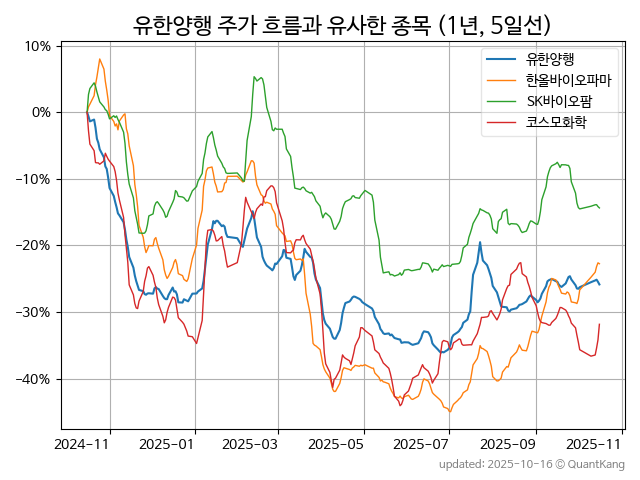 유한양행 주가 흐름과 유사한 종목 (1년, 5일선)
유한양행
한올바이오파마
SK바이오팜
코스모화학
10%
0%
−10%
−20%
−30%
−40%
2024−11
2025−01
2025−03
2025−05
2025−07
2025−09
2025−11
updated: 2025-10-16 © QuantKang